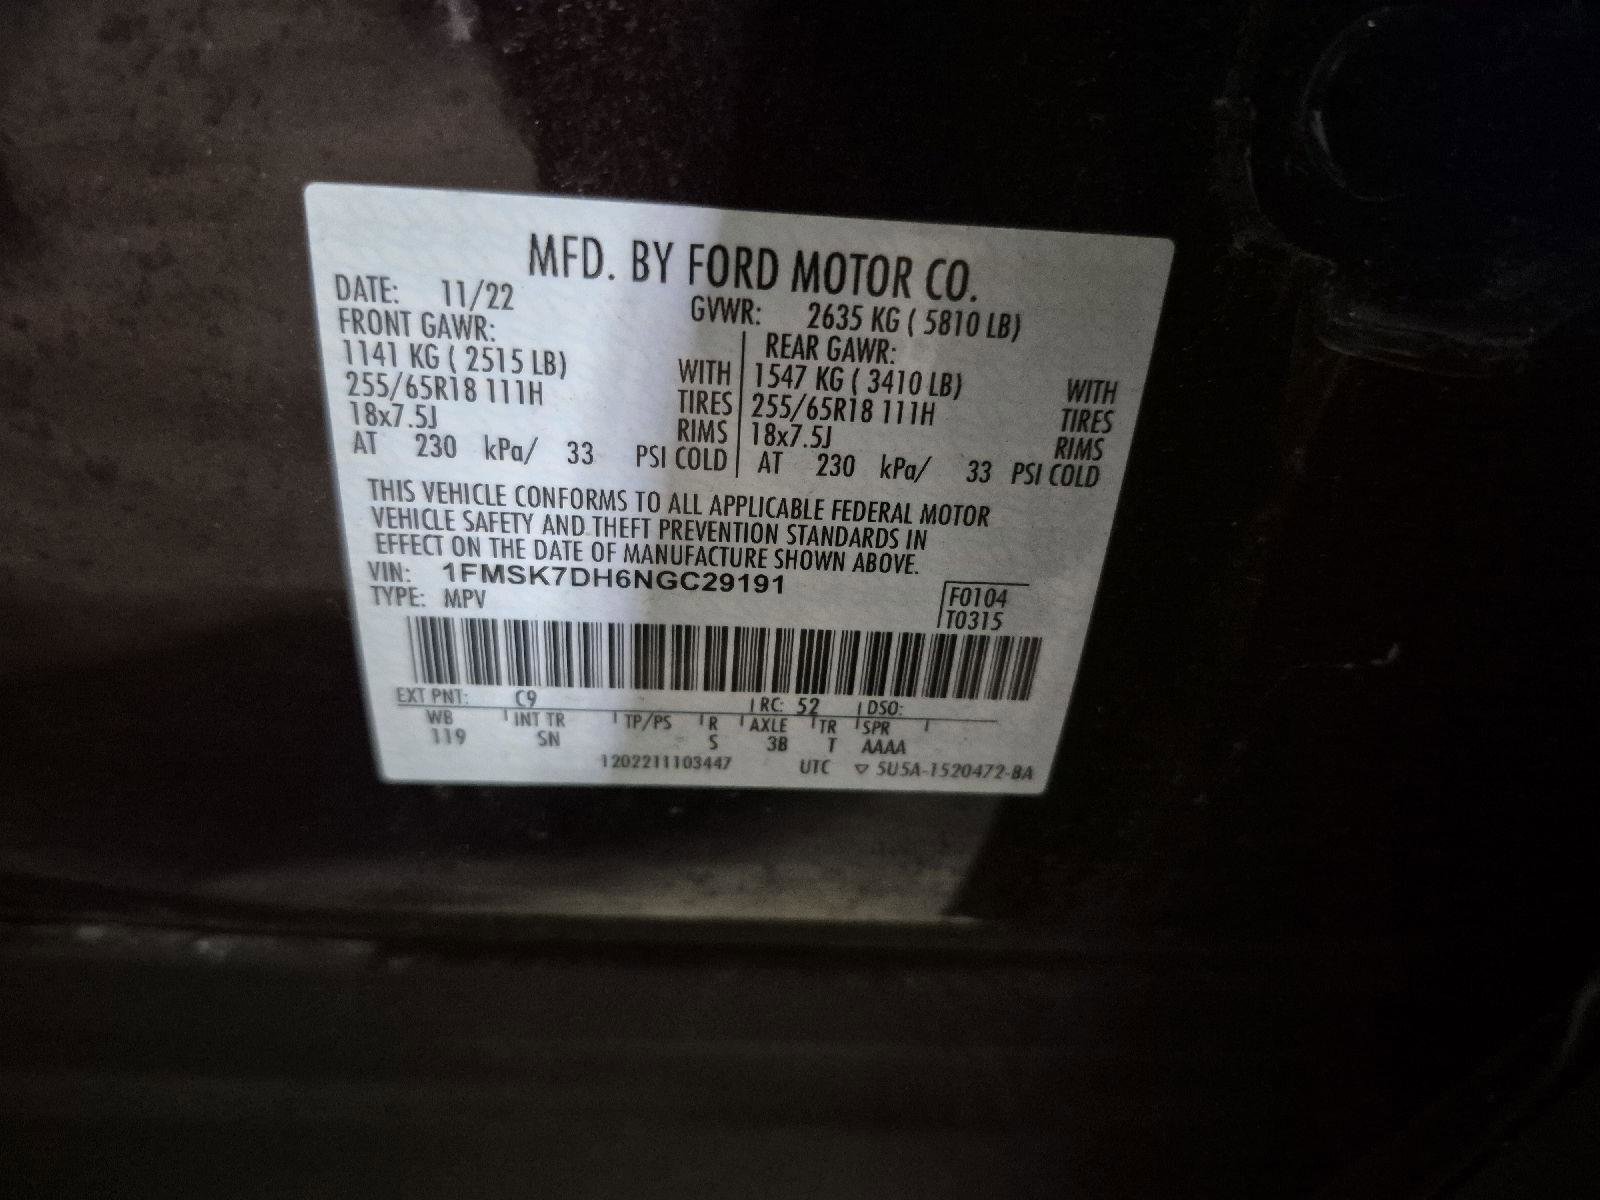 MFD. BY FORD MOTOR CO.
DATE: 11/22 GVWR: 2635 KG ( 5810 LB)
FRONT GAWR: REAR GAWR:
1141 KG ( 2515 LB) WITH 1547 KG ( 3410 LB) WITH
255/65R18 111H TIRES 255/65R18 111H TIRES
18x7.5J RIMS 18x7.5J RIMS
AT 230 kPa/ 33 PSI COLD AT 230 kPa/ 33 PSI COLD
THIS VEHICLE CONFORMS TO ALL APPLICABLE FEDERAL MOTOR
VEHICLE SAFETY AND THEFT PREVENTION STANDARDS IN
EFFECT ON THE DATE OF MANUFACTURE SHOWN ABOVE.
VIN: 1FMSK7DH6NGC29191
TYPE: MPV F0104
T0315
EXT PNT: C9 RC: 52 DSO:
WB INT TR TP/PS R AXLE TR SPR
119 SN S 3B T AAAA
1202211103447 UTC ▽ 5U5A-1520472-BA